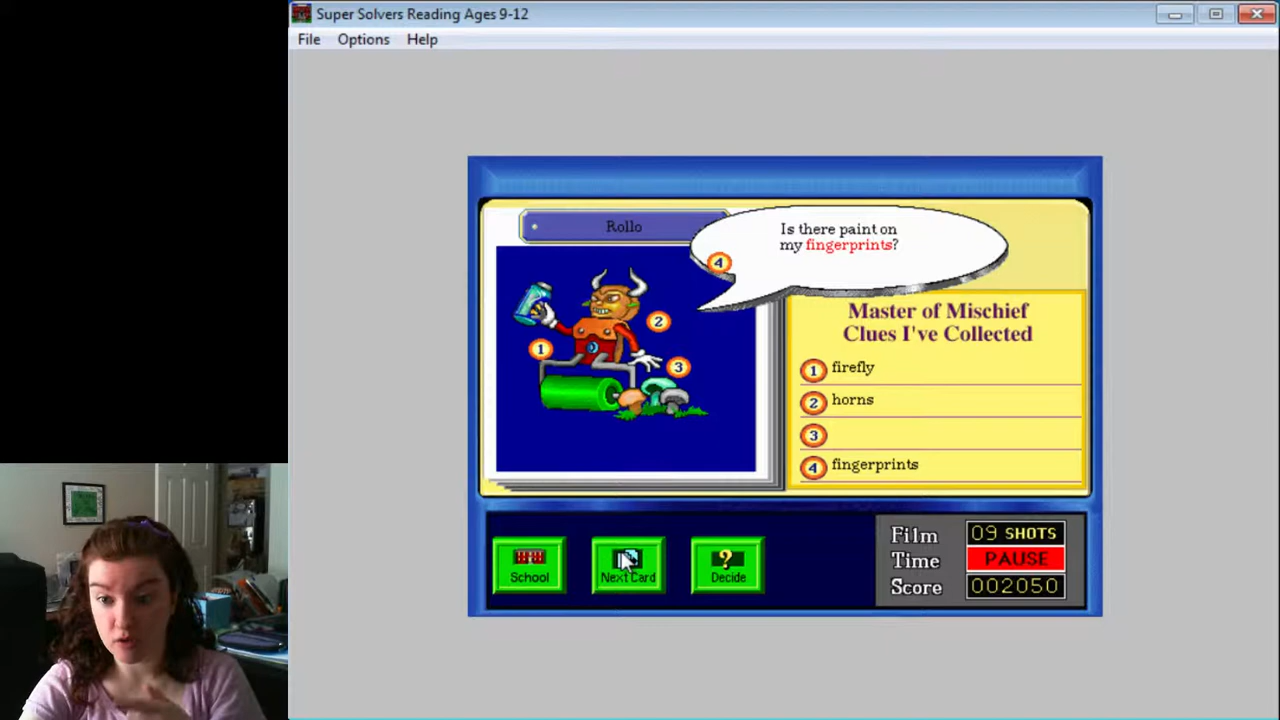 Super Solvers Reading Ages 9-12
File Options Help
Rollo
Is there paint on
my fingerprints?
4
1
2
3
Master of Mischief
Clues I've Collected
1 firefly
2 horns
3
4 fingerprints
School
Next Card
? Decide
Film 09 SHOTS
Time PAUSE
Score 002050